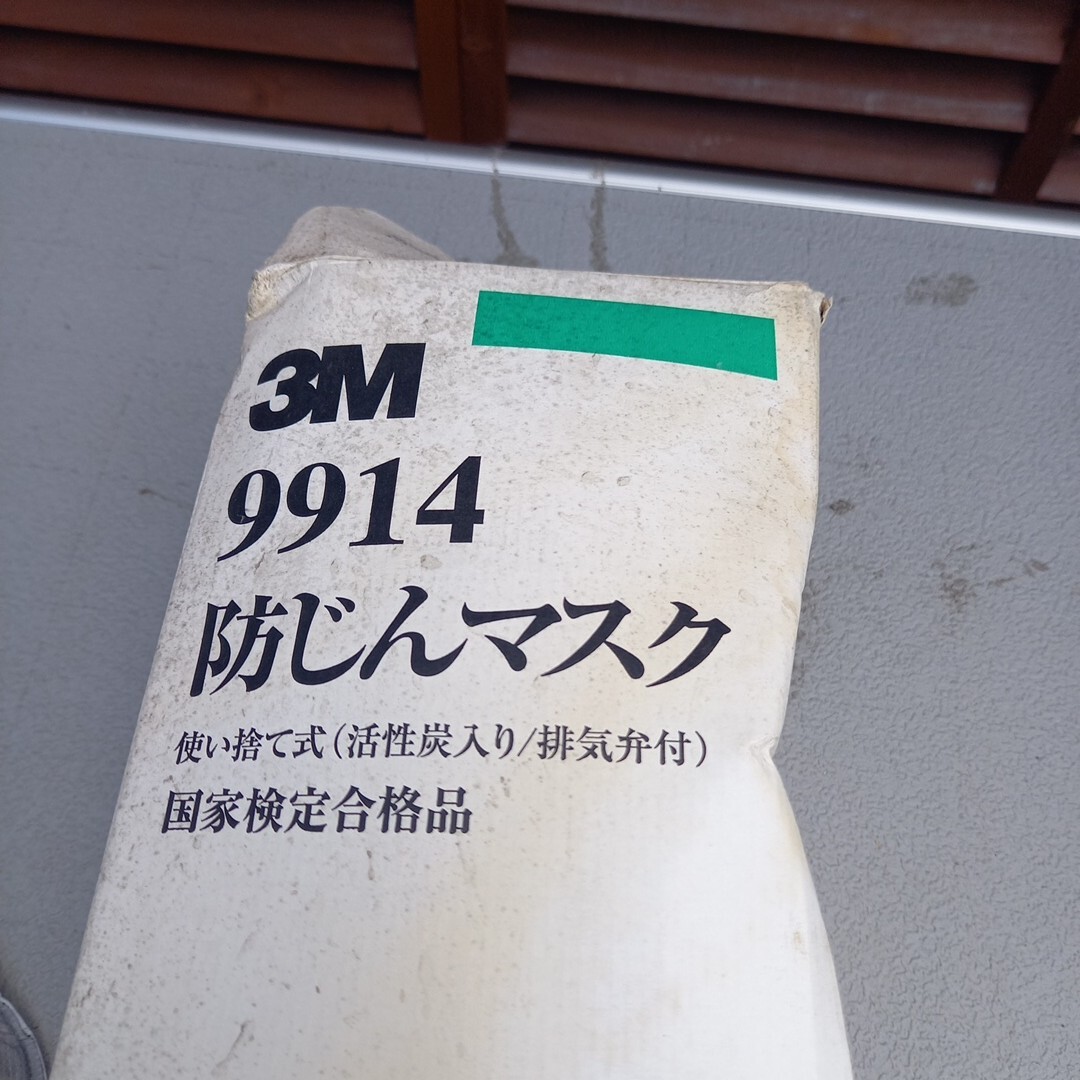 3M
9914
防じんマスク
使い捨て式(活性炭入り/排気弁付)
国家検定合格品